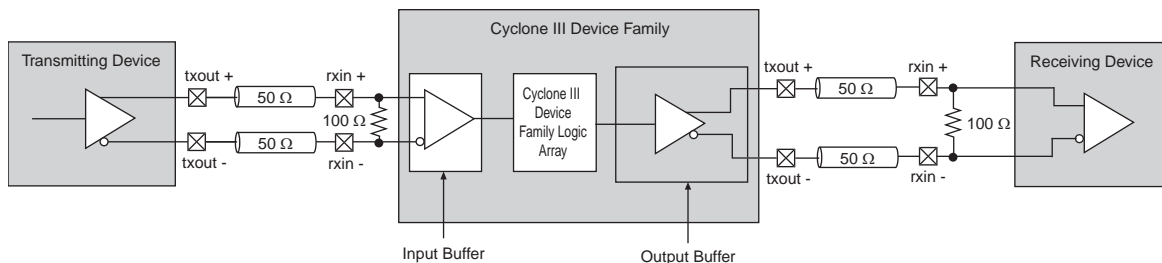 Cyclone III Device Family
Transmitting Device
txout +
rxin +
50 Ω
100 Ω
50 Ω
txout -
rxin -
Cyclone III
Device
Family Logic
Array
Input Buffer
Output Buffer
txout +
rxin +
50 Ω
100 Ω
50 Ω
txout -
rxin -
Receiving Device